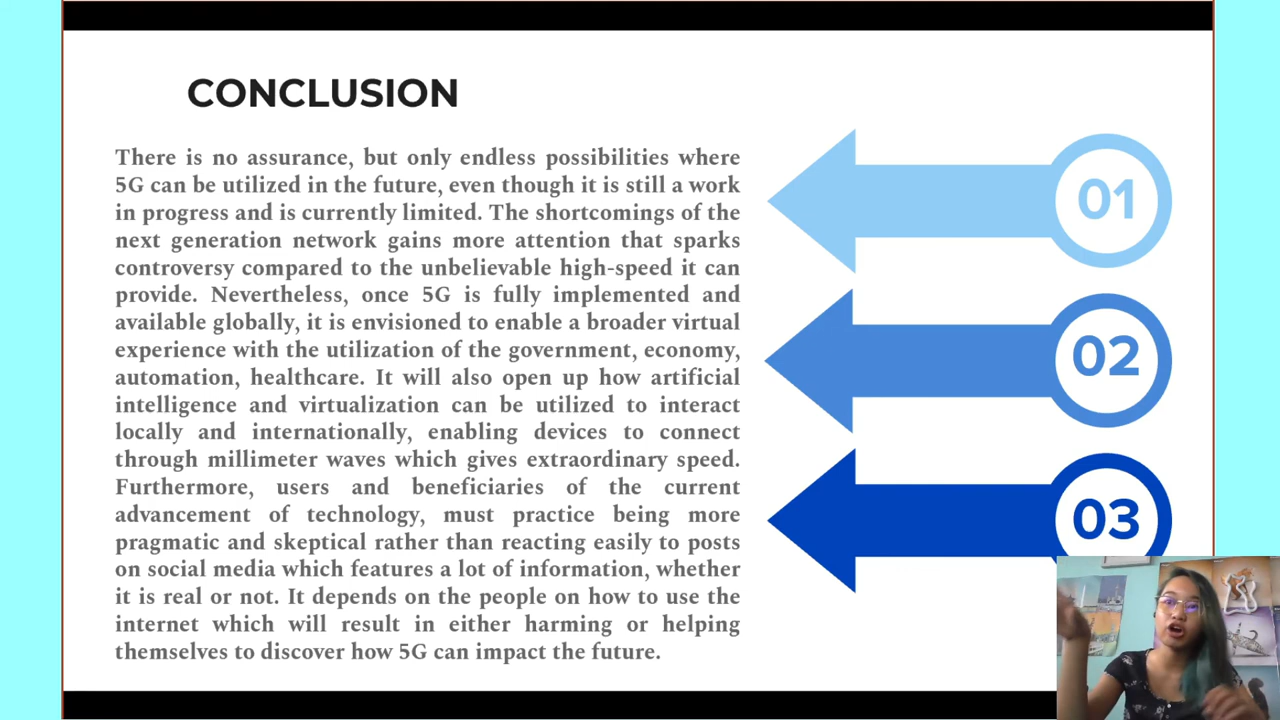 CONCLUSION
There is no assurance, but only endless possibilities where
5G can be utilized in the future, even though it is still a work
in progress and is currently limited. The shortcomings of the
next generation network gains more attention that sparks
controversy compared to the unbelievable high-speed it can
provide. Nevertheless, once 5G is fully implemented and
available globally, it is envisioned to enable a broader virtual
experience with the utilization of the government, economy,
automation, healthcare. It will also open up how artificial
intelligence and virtualization can be utilized to interact
locally and internationally, enabling devices to connect
through millimeter waves which gives extraordinary speed.
Furthermore, users and beneficiaries of the current
advancement of technology, must practice being more
pragmatic and skeptical rather than reacting easily to posts
on social media which features a lot of information, whether
it is real or not. It depends on the people on how to use the
internet which will result in either harming or helping
themselves to discover how 5G can impact the future.
01
02
03